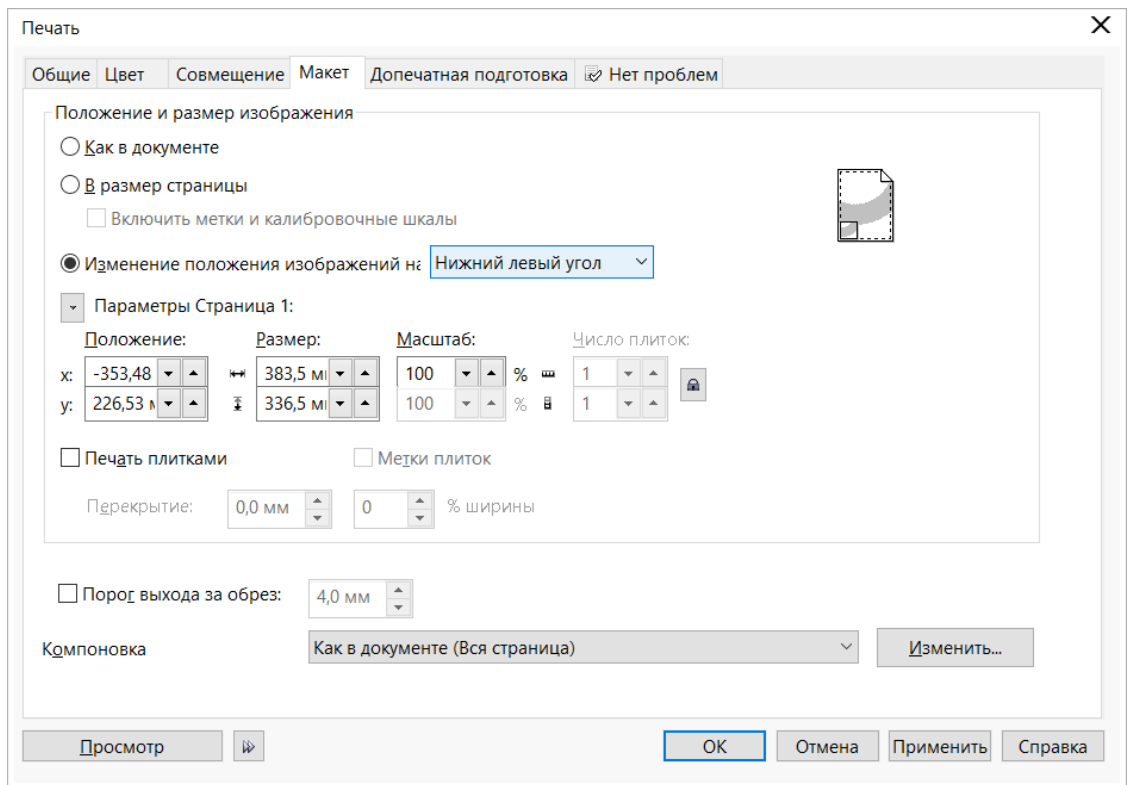 Печать
Общие Цвет Совмещение Макет Допечатная подготовка Нет проблем
Положение и размер изображения
Как в документе
В размер страницы
Включить метки и калибровочные шкалы
Изменение положения изображений на Нижний левый угол
Параметры Страница 1:
Положение: Размер: Масштаб: Число плиток:
x: -353,48 383,5 м 100 % 1
y: 226,53 м 336,5 м 100 % 1
Печать плитками Метки плиток
Перекрытие: 0,0 мм 0 % ширины
Порог выхода за обрез: 4,0 мм
Компоновка Как в документе (Вся страница) Изменить...
Просмотр OK Отмена Применить Справка